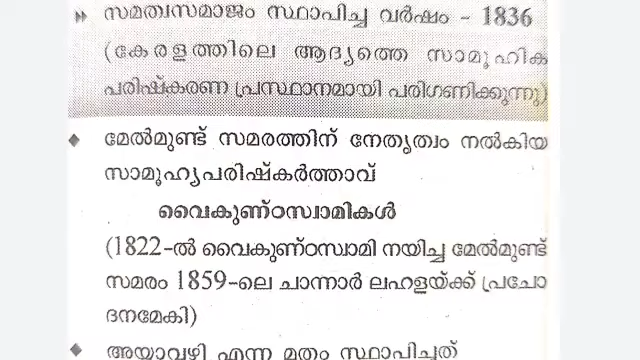 സമത്വസമാജം സ്ഥാപിച്ച വർഷം - 1836
(കേരളത്തിലെ ആദ്യത്തെ സാമൂഹിക
പരിഷ്കരണ പ്രസ്ഥാനമായി പരിഗണിക്കുന്നു)
മേൽമുണ്ട് സമരത്തിന് നേതൃത്വം നൽകിയ
സാമൂഹ്യപരിഷ്കർത്താവ്
വൈകുണ്ഠസ്വാമികൾ
(1822-ൽ വൈകുണ്ഠസ്വാമി നയിച്ച മേൽമുണ്ട്
സമരം 1859-ലെ ചാന്നാർ ലഹളയ്ക്ക് പ്രചോ
ദനമേകി)
അയ്യാവഴി എന്ന മതം സ്ഥാപിച്ചത്